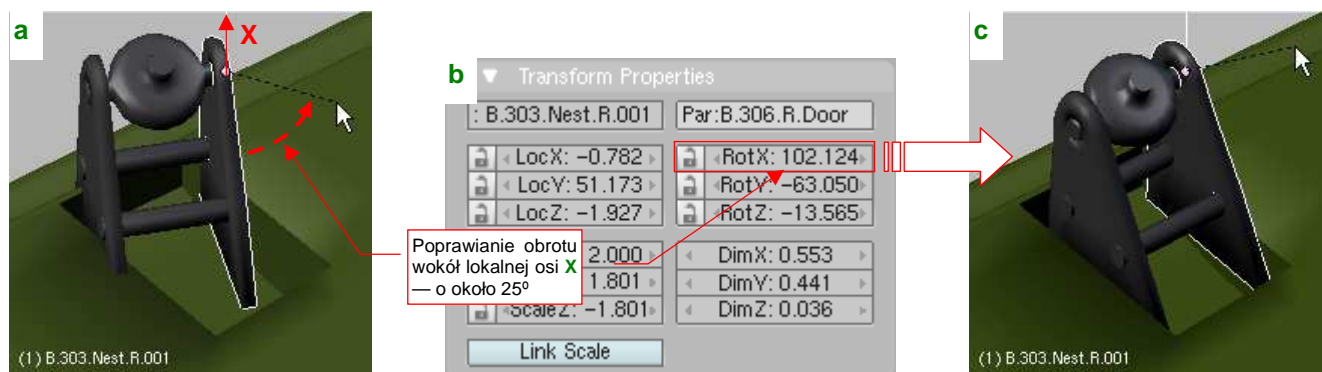 a
X
(1) B.303.Nest.R.001
b
Transform Properties
: B.303.Nest.R.001
Par:B.306.R.Door
LocX: −0.782
RotX: 102.124
LocY: 51.173
RotY: −63.050
LocZ: −1.927
RotZ: −13.565
Poprawianie obrotu
wokół lokalnej osi X
— o około 25º
2.000
DimX: 0.553
1.801
DimY: 0.441
ScaleZ: −1.801
DimZ: 0.036
Link Scale
c
(1) B.303.Nest.R.001